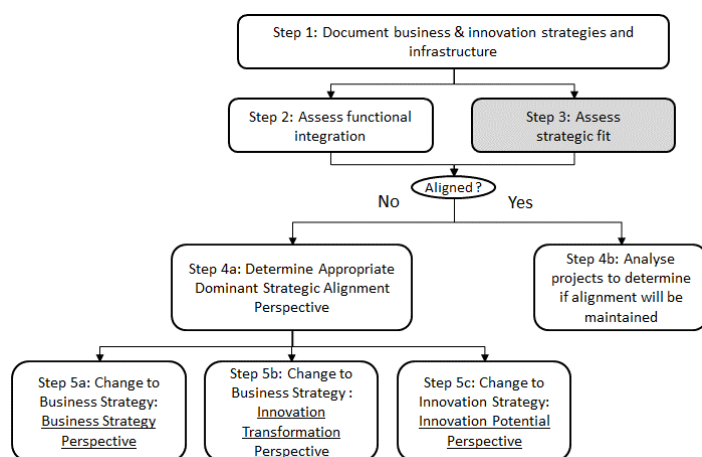 Step 1: Document business & innovation strategies and
infrastructure
Step 2: Assess functional
integration
Step 3: Assess
strategic fit
Aligned ?
No
Yes
Step 4a: Determine Appropriate
Dominant Strategic Alignment
Perspective
Step 4b: Analyse
projects to determine
if alignment will be
maintained
Step 5a: Change to
Business Strategy:
Business Strategy
Perspective
Step 5b: Change to
Business Strategy :
Innovation
Transformation
Perspective
Step 5c: Change to
Innovation Strategy:
Innovation Potential
Perspective